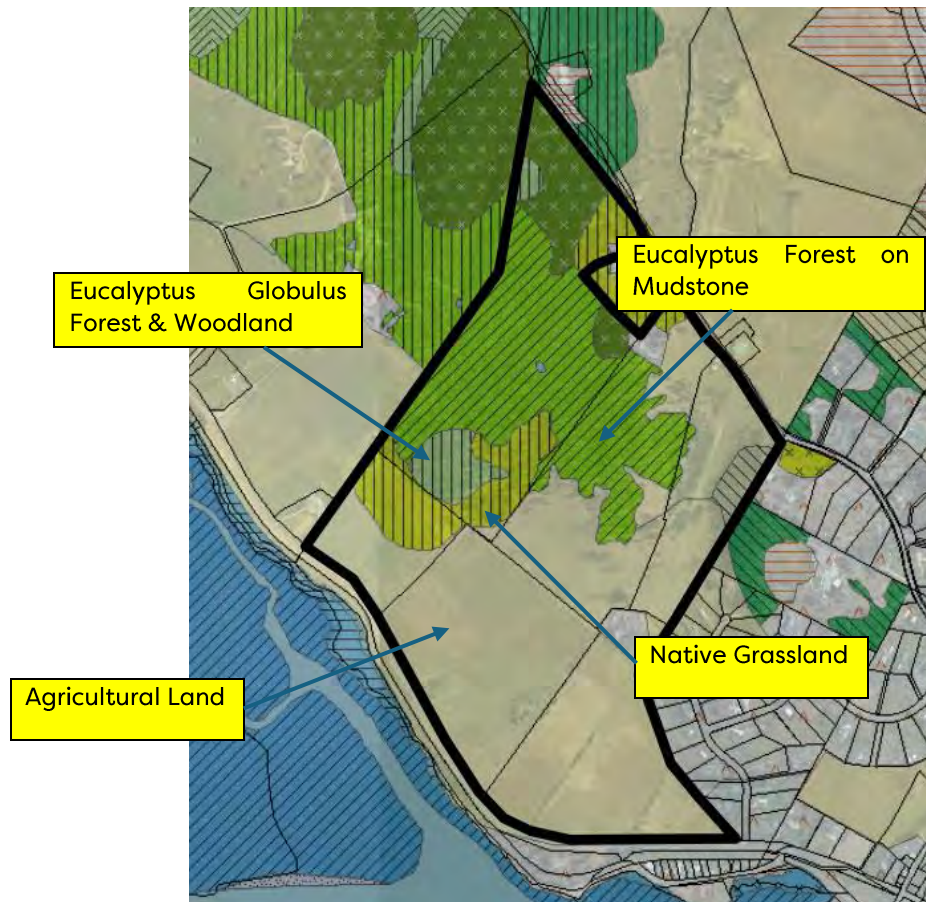 Eucalyptus Forest on
Mudstone
Eucalyptus Globulus
Forest & Woodland
Native Grassland
Agricultural Land